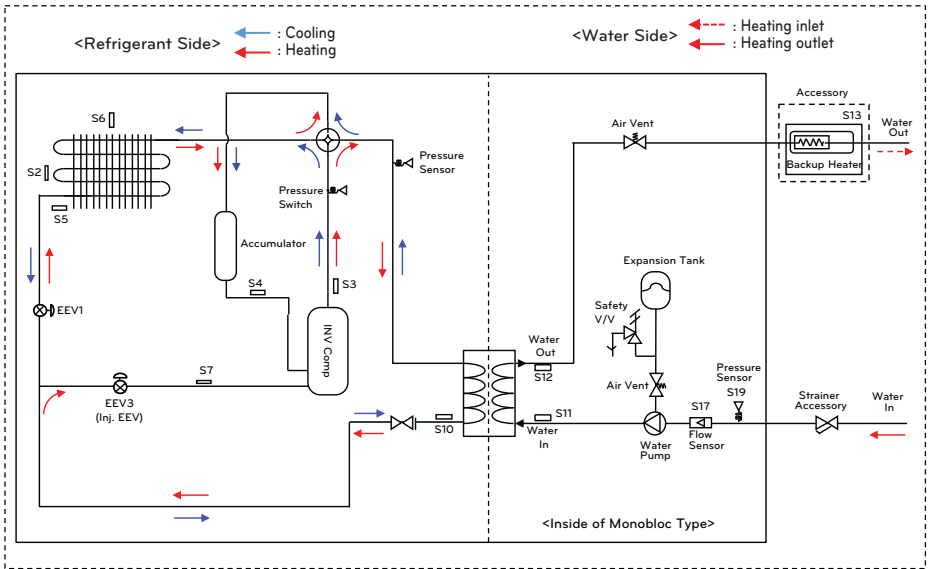 <Refrigerant Side>
: Cooling
: Heating
<Water Side>
: Heating inlet
: Heating outlet
Accessory
S13
Water
Out
Backup Heater
Air Vent
S6
S2
S5
Pressure
Sensor
Pressure
Switch
Accumulator
S4
S3
INV Comp
EEV1
EEV3
(Inj. EEV)
S7
S10
Water
Out
S12
S11
Water
In
Expansion Tank
Safety
V/V
Air Vent
Water
Pump
S17
Flow
Sensor
Pressure
Sensor
S19
Strainer
Accessory
Water
In
<Inside of Monobloc Type>